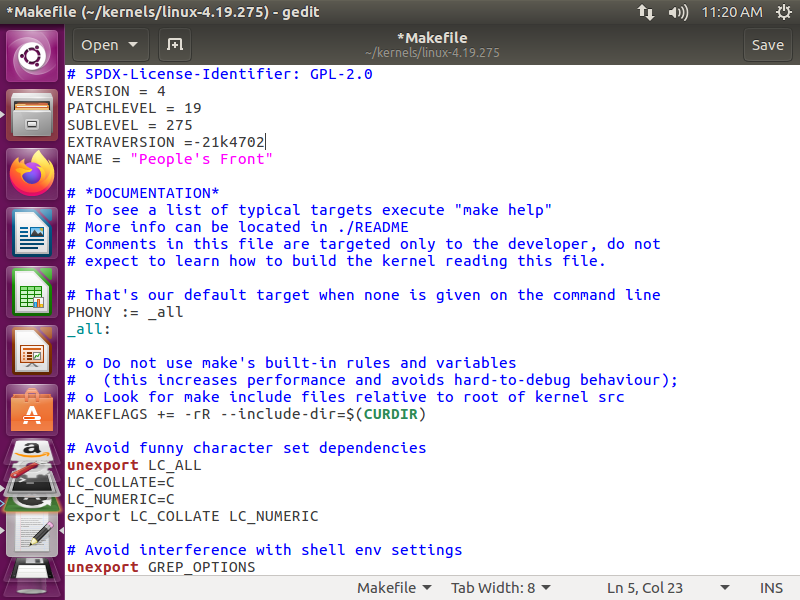 *Makefile (~/kernels/linux-4.19.275) - gedit
11:20 AM
Open
*Makefile
~/kernels/linux-4.19.275
Save
# SPDX-License-Identifier: GPL-2.0
VERSION = 4
PATCHLEVEL = 19
SUBLEVEL = 275
EXTRAVERSION =-21k4702
NAME = "People's Front"

# *DOCUMENTATION*
# To see a list of typical targets execute "make help"
# More info can be located in ./README
# Comments in this file are targeted only to the developer, do not
# expect to learn how to build the kernel reading this file.

# That's our default target when none is given on the command line
PHONY := _all
_all:

# o Do not use make's built-in rules and variables
#   (this increases performance and avoids hard-to-debug behaviour);
# o Look for make include files relative to root of kernel src
MAKEFLAGS += -rR --include-dir=$(CURDIR)

# Avoid funny character set dependencies
unexport LC_ALL
LC_COLLATE=C
LC_NUMERIC=C
export LC_COLLATE LC_NUMERIC

# Avoid interference with shell env settings
unexport GREP_OPTIONS
Makefile Tab Width: 8 Ln 5, Col 23 INS